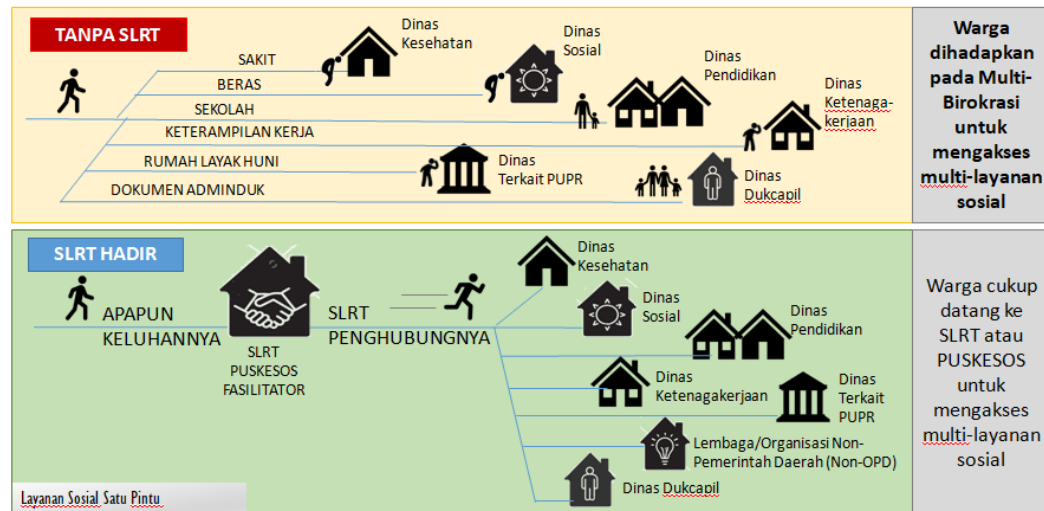 TANPA SLRT
SAKIT
BERAS
SEKOLAH
KETERAMPILAN KERJA
RUMAH LAYAK HUNI
DOKUMEN ADMINDUK
Dinas
Kesehatan
Dinas
Sosial
Dinas
Pendidikan
Dinas
Ketenaga-
kerjaan
Dinas
Terkait PUPR
Dinas
Dukcapil
Warga
dihadapkan
pada Multi-
Birokrasi
untuk
mengakses
multi-layanan
sosial
SLRT HADIR
APAPUN
KELUHANNYA
SLRT
PUSKESOS
FASILITATOR
SLRT
PENGHUBUNGNYA
Dinas
Kesehatan
Dinas
Sosial
Dinas
Pendidikan
Dinas
Ketenagakerjaan
Dinas
Terkait
PUPR
Lembaga/Organisasi Non-
Pemerintah Daerah (Non-OPD)
Dinas Dukcapil
Layanan Sosial Satu Pintu
Warga cukup
datang ke
SLRT atau
PUSKESOS
untuk
mengakses
multi-layanan
sosial